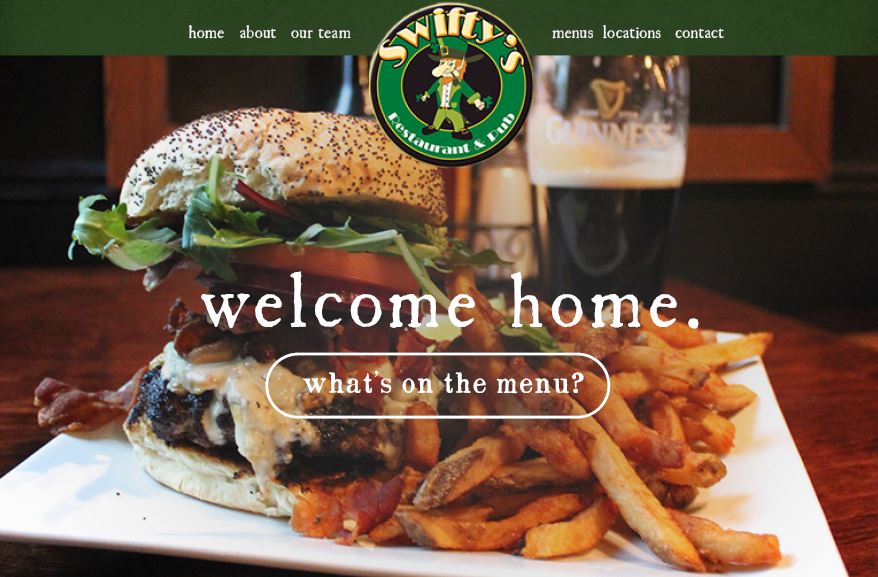 home about our team
Swifty's
Restaurant & Pub
menus locations contact
GUINNESS
welcome home.
what's on the menu?